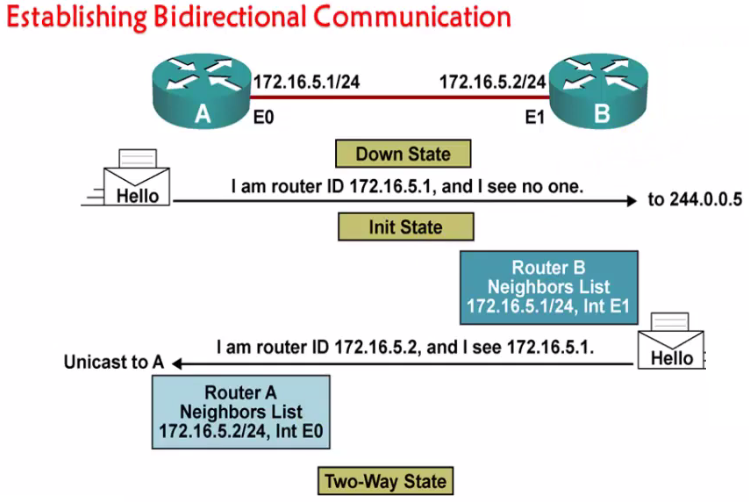 Establishing Bidirectional Communication
172.16.5.1/24
172.16.5.2/24
A
E0
E1
B
Down State
Hello
I am router ID 172.16.5.1, and I see no one.
to 244.0.0.5
Init State
Router B
Neighbors List
172.16.5.1/24, Int E1
I am router ID 172.16.5.2, and I see 172.16.5.1.
Hello
Unicast to A
Router A
Neighbors List
172.16.5.2/24, Int E0
Two-Way State